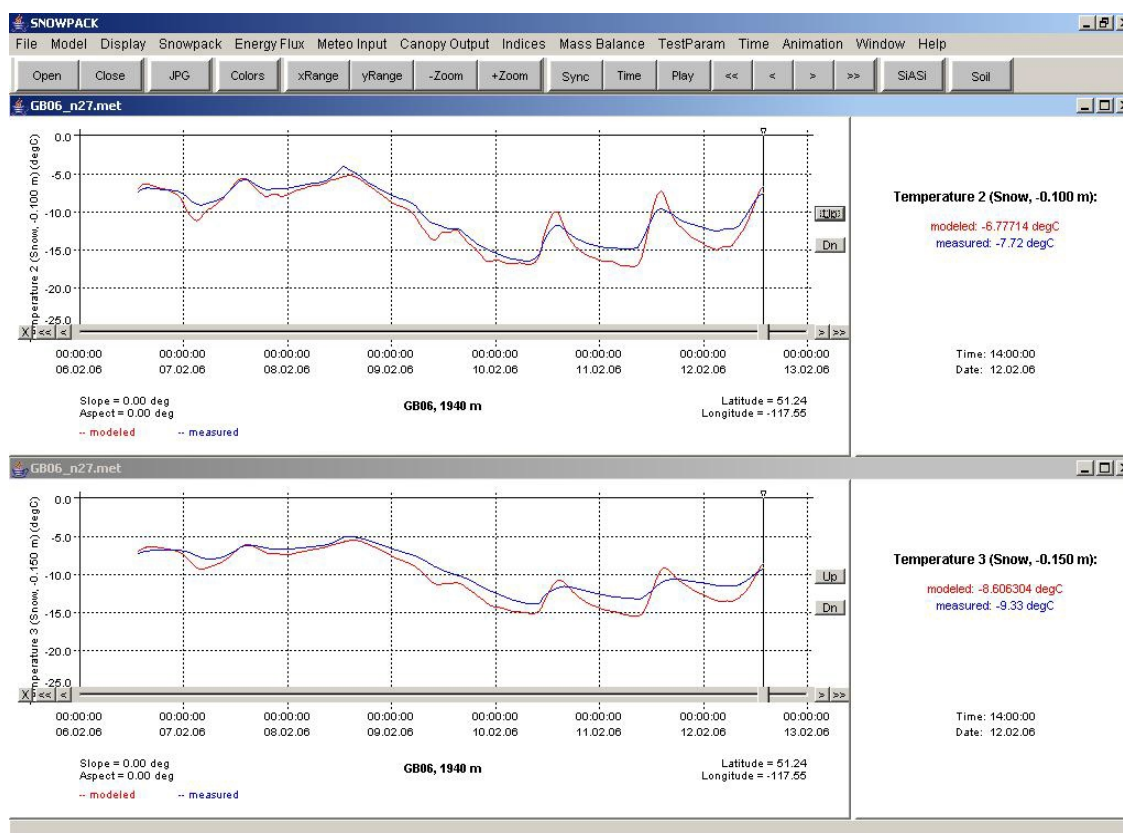 SNOWPACK
File Model Display Snowpack Energy Flux Meteo Input Canopy Output Indices Mass Balance TestParam Time Animation Window Help
Open Close JPG Colors xRange yRange -Zoom +Zoom Sync Time Play << < > >> SiASi Soil
GB06_n27.met
0.0
-5.0
-10.0
-15.0
-20.0
-25.0
mperature 2 (Snow, -0.100 m) (degC)
Up
Dn
X << < > >>
00:00:00 00:00:00 00:00:00 00:00:00 00:00:00 00:00:00 00:00:00 00:00:00
06.02.06 07.02.06 08.02.06 09.02.06 10.02.06 11.02.06 12.02.06 13.02.06
Slope = 0.00 deg
Aspect = 0.00 deg
GB06, 1940 m
Latitude = 51.24
Longitude = -117.55
-- modeled -- measured
Temperature 2 (Snow, -0.100 m):
modeled: -6.77714 degC
measured: -7.72 degC
Time: 14:00:00
Date: 12.02.06
GB06_n27.met
0.0
-5.0
-10.0
-15.0
-20.0
-25.0
mperature 3 (Snow, -0.150 m) (degC)
Up
Dn
X << < > >>
00:00:00 00:00:00 00:00:00 00:00:00 00:00:00 00:00:00 00:00:00 00:00:00
06.02.06 07.02.06 08.02.06 09.02.06 10.02.06 11.02.06 12.02.06 13.02.06
Slope = 0.00 deg
Aspect = 0.00 deg
GB06, 1940 m
Latitude = 51.24
Longitude = -117.55
-- modeled -- measured
Temperature 3 (Snow, -0.150 m):
modeled: -8.606304 degC
measured: -9.33 degC
Time: 14:00:00
Date: 12.02.06